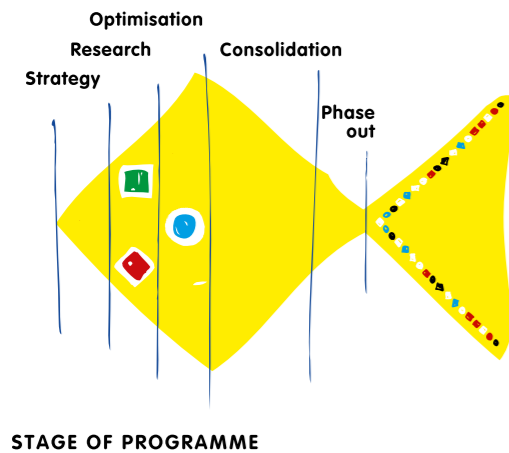 Optimisation
Research
Consolidation
Strategy
Phase
out
STAGE OF PROGRAMME